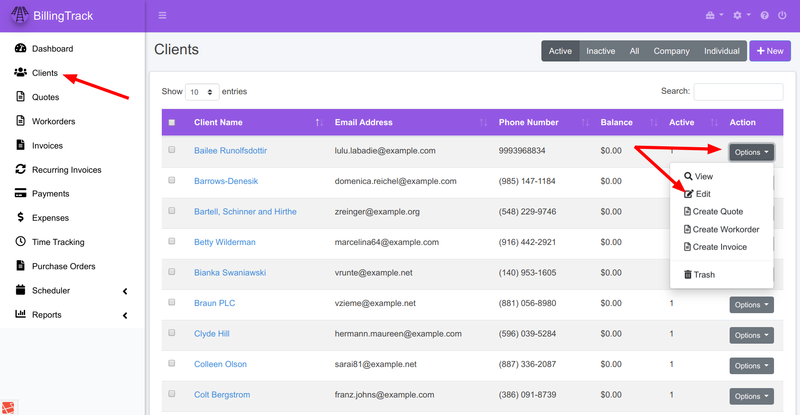 BillingTrack
Dashboard
Clients
Quotes
Workorders
Invoices
Recurring Invoices
Payments
Expenses
Time Tracking
Purchase Orders
Scheduler
Reports
Clients
Active Inactive All Company Individual + New
Show 10 entries Search:
Client Name Email Address Phone Number Balance Active Action
Bailee Runolfsdottir lulu.labadie@example.com 9993968834 $0.00 1 Options
Barrows-Denesik domenica.reichel@example.com (985) 147-1184 $0.00
Bartell, Schinner and Hirthe zreinger@example.org (548) 229-9746 $0.00
Betty Wilderman marcelina64@example.com (916) 442-2921 $0.00
Bianka Swaniawski vrunte@example.net (140) 953-1605 $0.00
Braun PLC vzieme@example.net (881) 056-8980 $0.00 1 Options
Clyde Hill hermann.maureen@example.com (596) 039-5284 $0.00 1 Options
Colleen Olson sarai81@example.net (887) 336-2087 $0.00 1 Options
Colt Bergstrom franz.johns@example.com (386) 091-8739 $0.00 1 Options
View
Edit
Create Quote
Create Workorder
Create Invoice
Trash